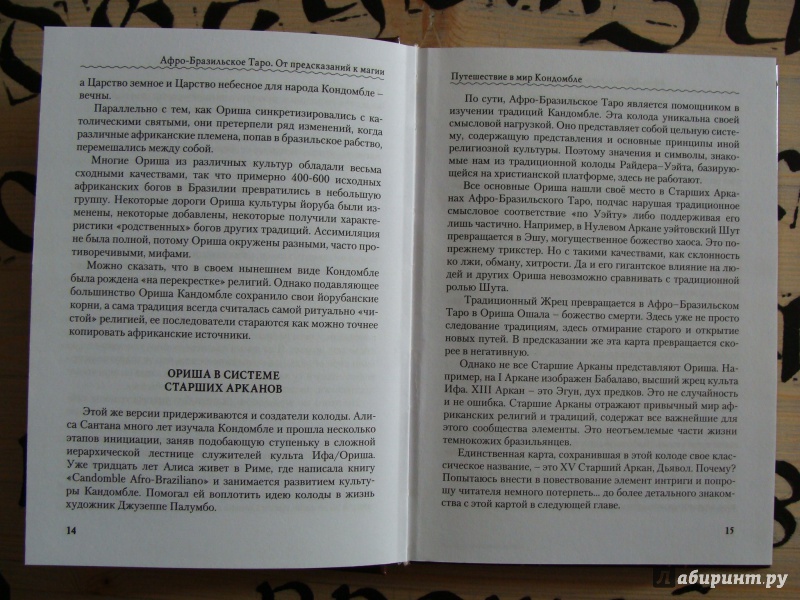 Афро-Бразильское Таро. От предсказаний к магии
а Царство земное и Царство небесное для народа Кондомбле –
вечны.
Параллельно с тем, как Ориша синкретизировались с ка-
толическими святыми, они претерпели ряд изменений, когда
различные африканские племена, попав в бразильское рабство,
перемешались между собой.
Многие Ориша из различных культур обладали весьма
сходными качествами, так что примерно 400-600 исходных
африканских богов в Бразилии превратились в небольшую
группу. Некоторые дороги Ориша культуры йоруба были из-
менены, некоторые добавлены, некоторые получили характе-
ристики «родственных» богов других традиций. Ассимиляция
не была полной, потому Ориша окружены разными, часто про-
тиворечивыми, мифами.
Можно сказать, что в своем нынешнем виде Кондомбле
была рождена «на перекрестке» религий. Однако подавляющее
большинство Ориша Кандомбле сохранило свои йорубанские
корни, а сама традиция всегда считалась самой ритуально «чи-
стой» религией, ее последователи стараются как можно точнее
копировать африканские источники.
ОРИША В СИСТЕМЕ
СТАРШИХ АРКАНОВ
Этой же версии придерживаются и создатели колоды. Али-
са Сантана много лет изучала Кондомбле и прошла несколько
этапов инициации, заняв подобающую ступеньку в сложной
иерархической лестнице служителей культа Ифа/Ориша.
Уже тридцать лет Алиса живет в Риме, где написала книгу
«Candomble Afro-Braziliano» и занимается развитием культу-
ры Кандомбле. Помогал ей воплотить идею колоды в жизнь
художник Джузеппе Палумбо.
14
Путешествие в мир Кондомбле
По сути, Афро-Бразильское Таро является помощником в
изучении традиций Кандомбле. Эта колода уникальна своей
смысловой нагрузкой. Оно представляет собой цельную систе-
му, содержащую представления и основные принципы иной
религиозной культуры. Поэтому значения и символы, знако-
мые нам из традиционной колоды Райдера–Уэйта, базирую-
щейся на христианской платформе, здесь не работают.
Все основные Ориша нашли своё место в Старших Арка-
нах Афро-Бразильского Таро, подчас нарушая традиционное
смысловое соответствие «по Уэйту» либо поддерживая его
лишь частично. Например, в Нулевом Аркане уэйтовский Шут
превращается в Эшу, могущественное божество хаоса. Это по-
прежнему трикстер. Но с такими качествами, как склонность
ко лжи, обману, хитрости. Да и его гигантское влияние на лю-
дей и других Ориша невозможно сравнивать с традиционной
ролью Шута.
Традиционный Жрец превращается в Афро–Бразильском
Таро в Ориша Ошала – божество смерти. Здесь уже не просто
следование традициям, здесь отмирание старого и открытие
новых путей. В предсказании же эта карта превращается скорее
в негативную.
Однако не все Старшие Арканы представляют Ориша. На-
пример, на I Аркане изображен Бабалаво, высший жрец культа
Ифа. XIII Аркан – это Эгун, дух предков. Это не случайность
и не ошибка. Старшие Арканы отражают привычный мир аф-
риканских религий и традиций, содержат все важнейшие для
этого сообщества элементы. Это неотъемлемые части жизни
темнокожих бразильянцев.
Единственная карта, сохранившая в этой колоде свое клас-
сическое название, – это XV Старший Аркан, Дьявол. Почему?
Попытаюсь внести в повествование элемент интриги и попро-
шу читателя немного потерпеть... до более детального знаком-
ства с этой картой в следующей главе.
15
лабиринт.ру